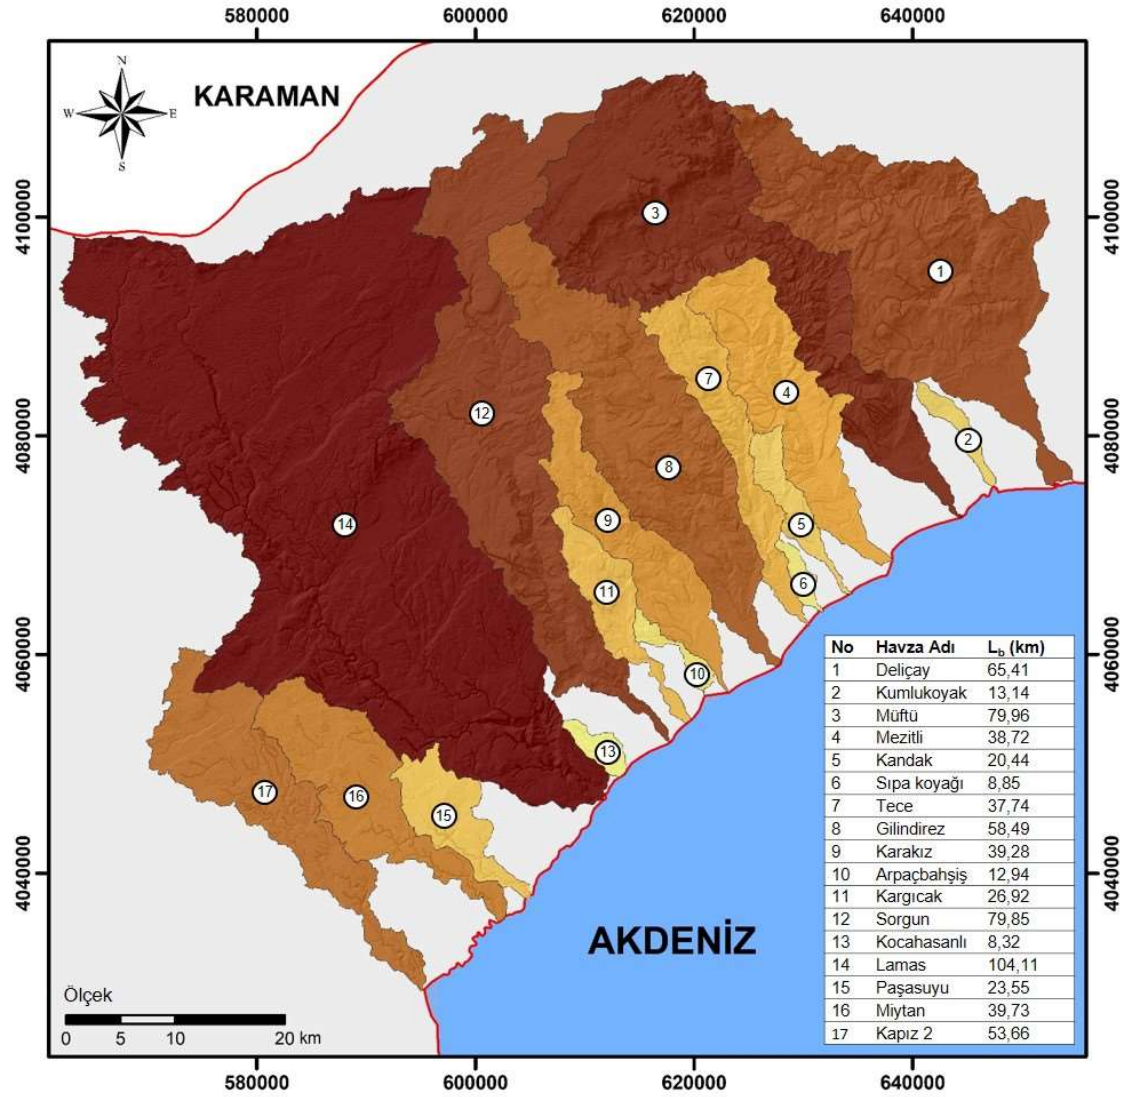 580000 600000 620000 640000
N
W E
S
KARAMAN
4100000 4100000
4080000 4080000
4060000 4060000
4040000 4040000
3
1
7
4
12
2
8
14
9
5
6
11
10
13
17
16
15
No Havza Adı L_b (km)
1 Deliçay 65,41
2 Kumlukoyak 13,14
3 Müftü 79,96
4 Mezitli 38,72
5 Kandak 20,44
6 Sıpa koyağı 8,85
7 Tece 37,74
8 Gilindirez 58,49
9 Karakız 39,28
10 Arpaçbahşiş 12,94
11 Kargıcak 26,92
12 Sorgun 79,85
13 Kocahasanlı 8,32
14 Lamas 104,11
15 Paşasuyu 23,55
16 Miytan 39,73
17 Kapız 2 53,66
AKDENİZ
Ölçek
0 5 10 20 km
580000 600000 620000 640000